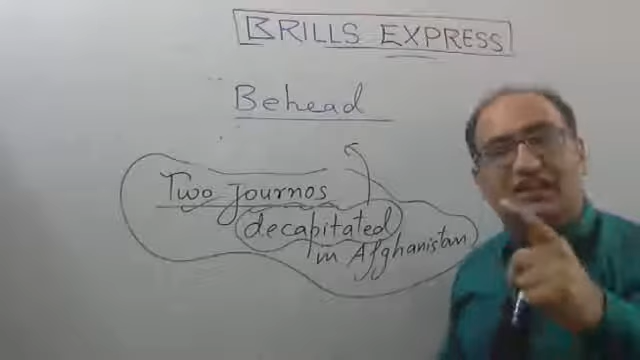 BRILLS EXPRESS
Behead
Two journos
decapitated
in Afghanistan